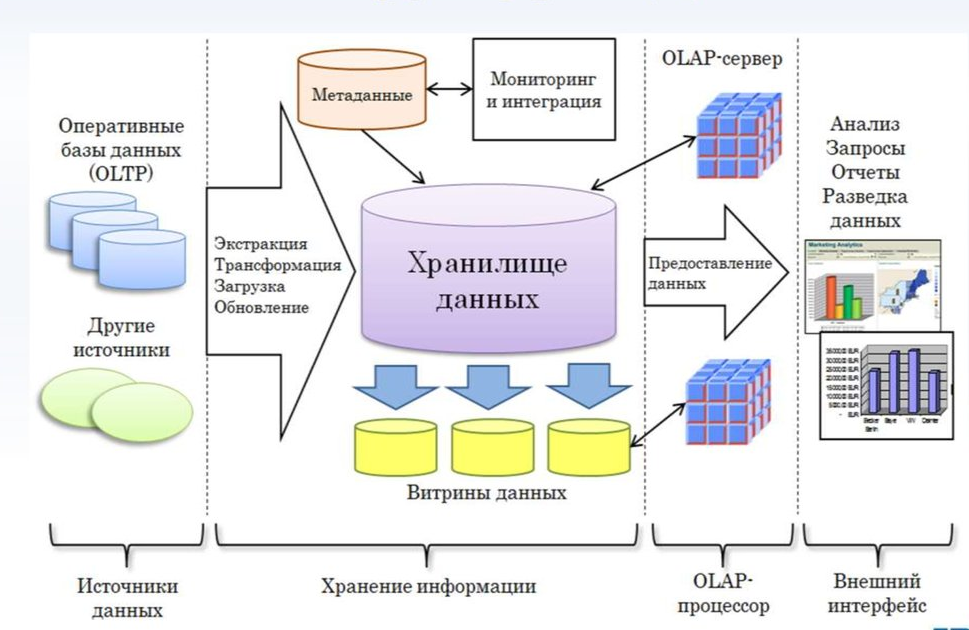 Метаданные
Мониторинг
и интеграция
OLAP-сервер
Оперативные
базы данных
(OLTP)
Анализ
Запросы
Отчеты
Разведка
данных
Экстракция
Трансформация
Загрузка
Обновление
Хранилище
данных
Предоставление
данных
Marketing Analytics
Другие
источники
Витрины данных
Источники
данных
Хранение информации
OLAP-
процессор
Внешний
интерфейс